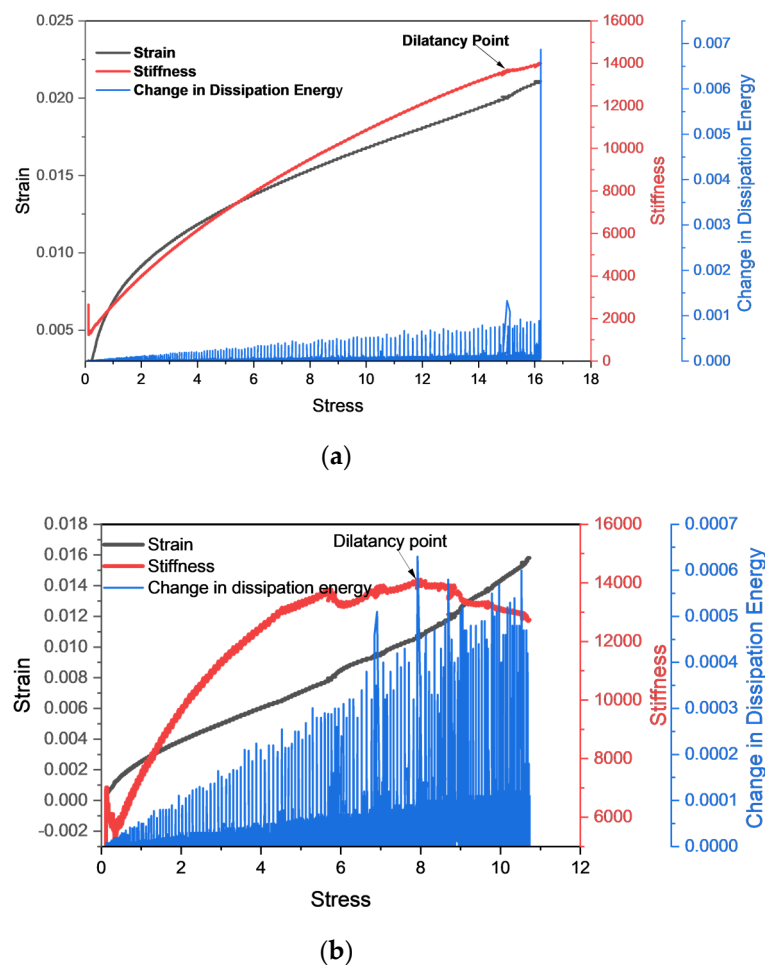 Strain
Stiffness
Change in Dissipation Energy
Dilatancy Point
0.025
0.020
0.015
0.010
0.005
Strain
14000
12000
10000
8000
6000
4000
2000
0
Stiffness
0.007
0.006
0.005
0.004
0.003
0.002
0.001
0.000
Change in Dissipation Energy
0 2 4 6 8 10 12 14 16 18
Stress
(a)
Strain
Stiffness
Change in dissipation energy
Dilatancy point
0.018
0.016
0.014
0.012
0.010
0.008
0.006
0.004
0.002
0.000
-0.002
Strain
16000
14000
12000
10000
8000
6000
Stiffness
0.0007
0.0006
0.0005
0.0004
0.0003
0.0002
0.0001
0.0000
Change in Dissipation Energy
0 2 4 6 8 10 12
Stress
(b)